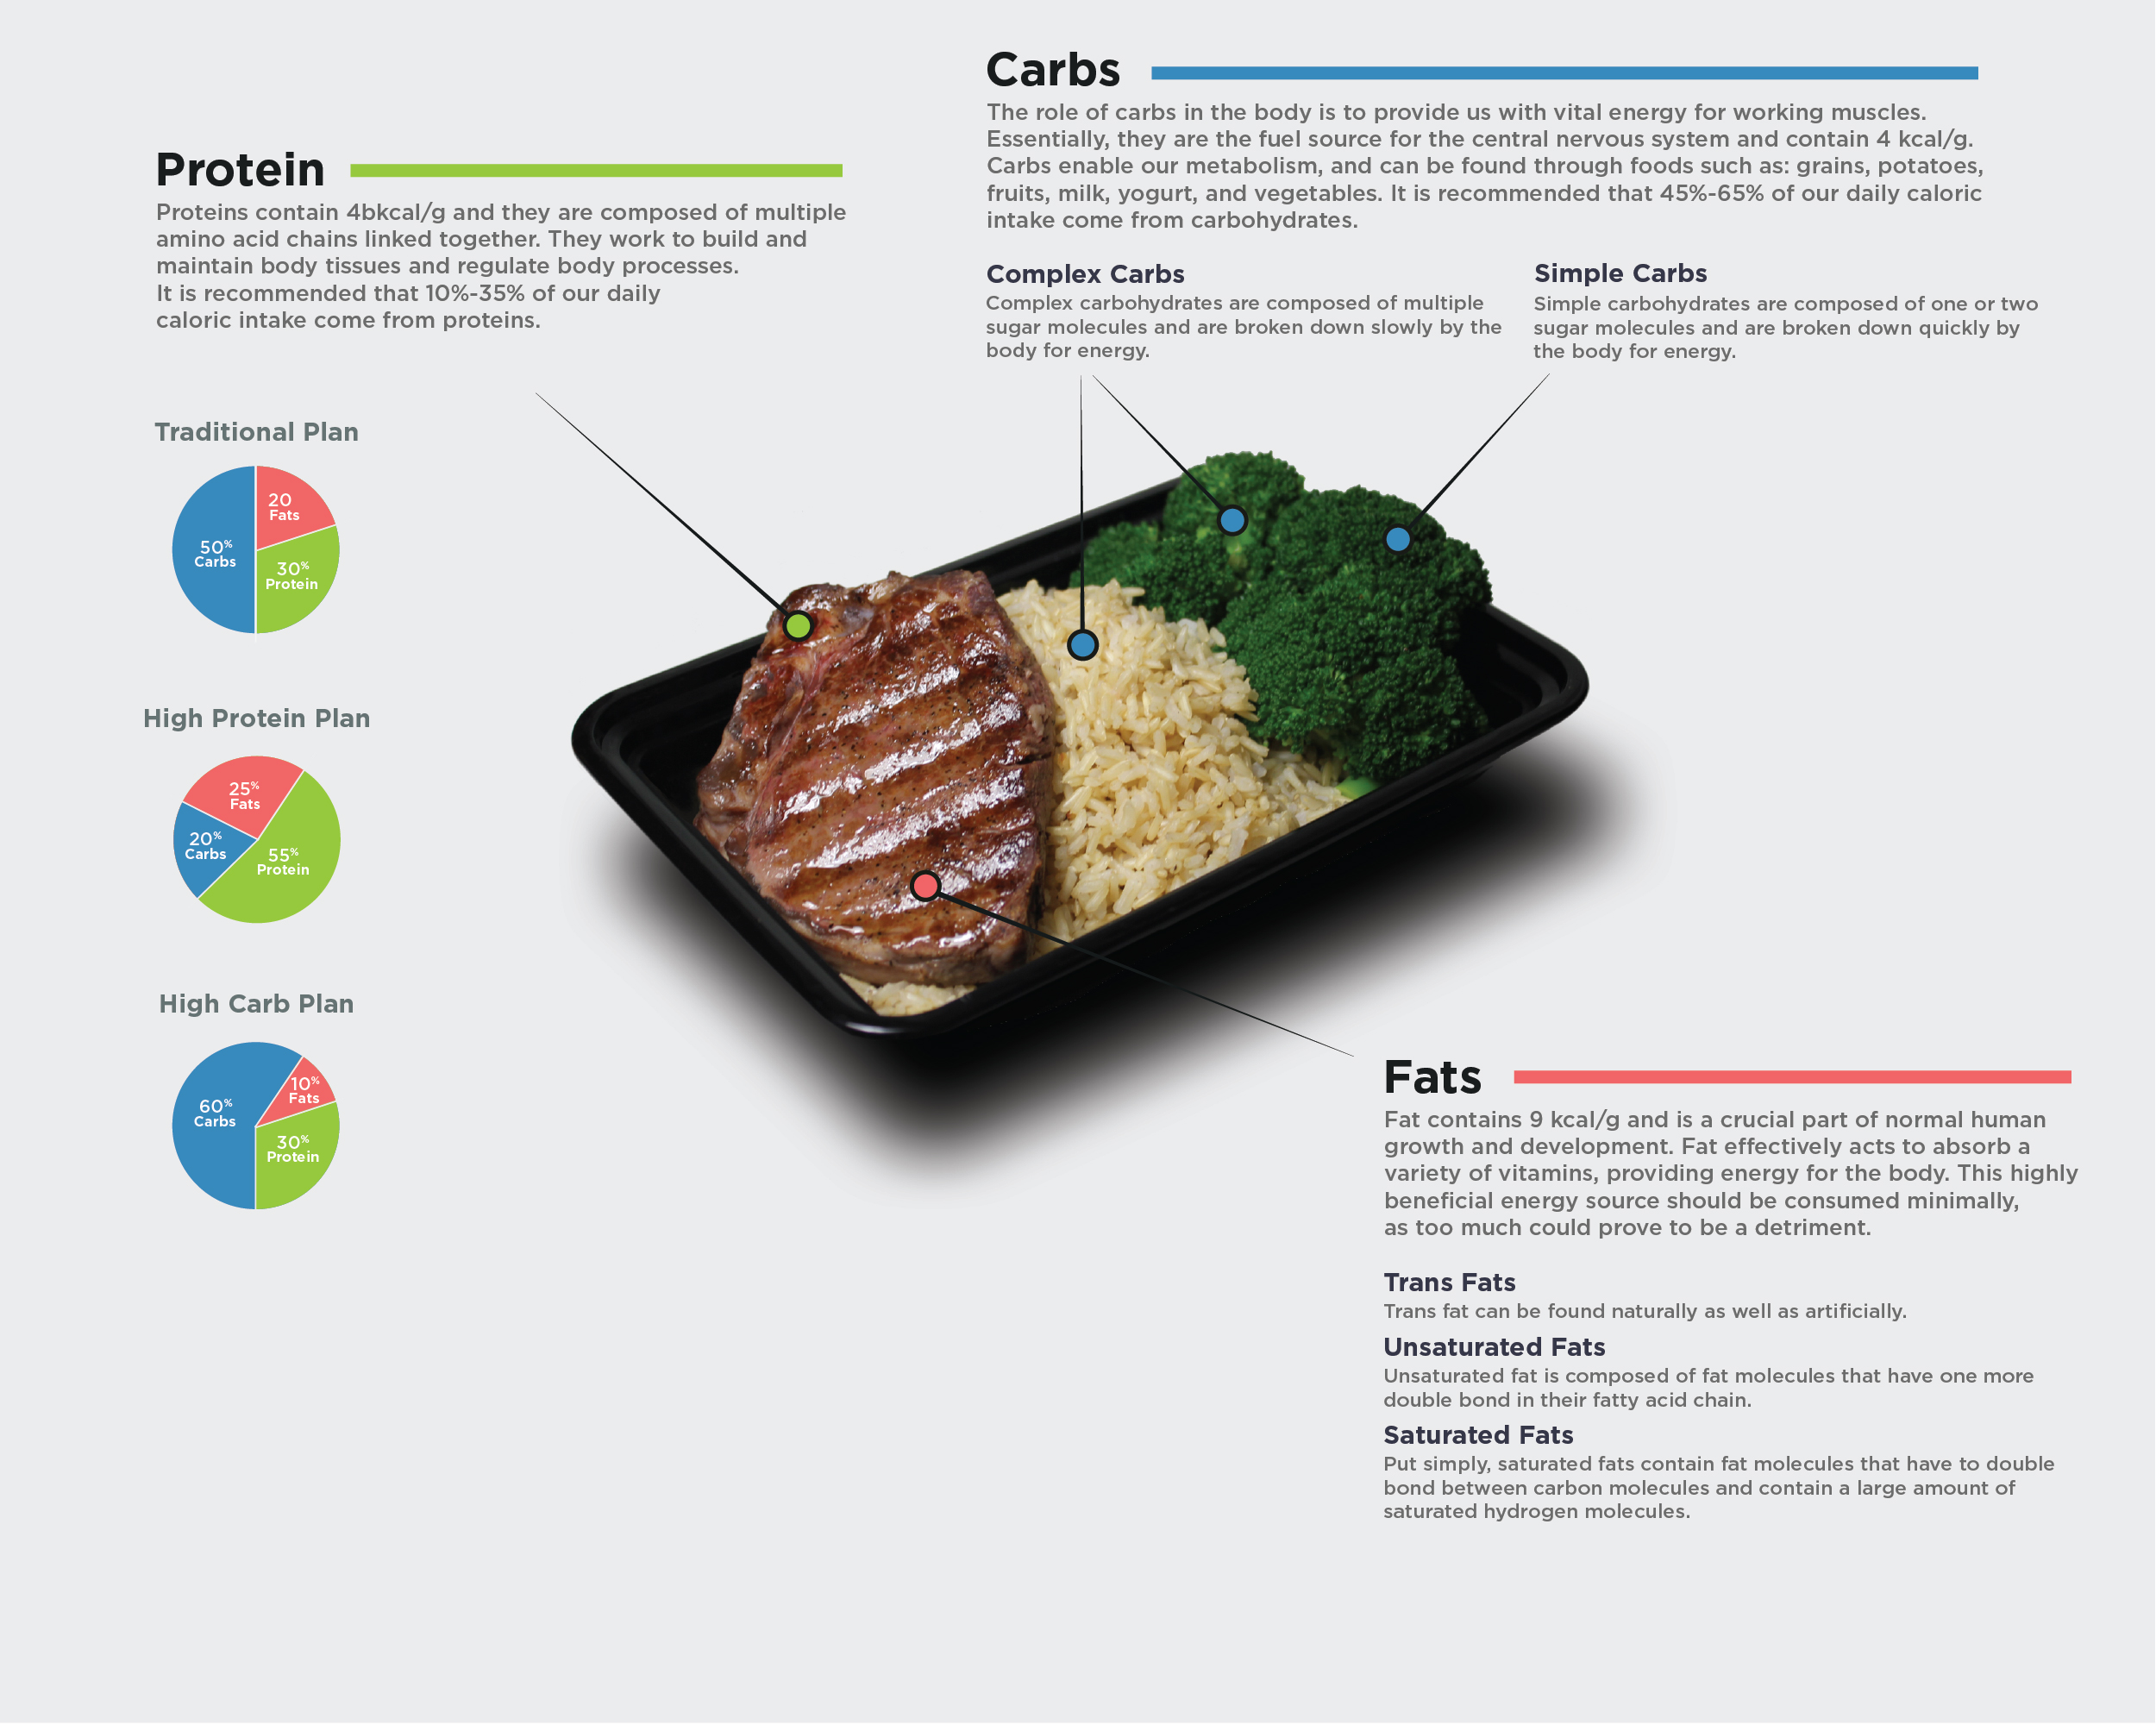 Carbs
The role of carbs in the body is to provide us with vital energy for working muscles.
Essentially, they are the fuel source for the central nervous system and contain 4 kcal/g.
Carbs enable our metabolism, and can be found through foods such as: grains, potatoes,
fruits, milk, yogurt, and vegetables. It is recommended that 45%-65% of our daily caloric
intake come from carbohydrates.
Complex Carbs
Complex carbohydrates are composed of multiple
sugar molecules and are broken down slowly by the
body for energy.
Simple Carbs
Simple carbohydrates are composed of one or two
sugar molecules and are broken down quickly by
the body for energy.
Protein
Proteins contain 4bkcal/g and they are composed of multiple
amino acid chains linked together. They work to build and
maintain body tissues and regulate body processes.
It is recommended that 10%-35% of our daily
caloric intake come from proteins.
Traditional Plan
20
Fats
50%
Carbs
30%
Protein
High Protein Plan
25%
Fats
20%
Carbs
55%
Protein
High Carb Plan
10%
Fats
60%
Carbs
30%
Protein
Fats
Fat contains 9 kcal/g and is a crucial part of normal human
growth and development. Fat effectively acts to absorb a
variety of vitamins, providing energy for the body. This highly
beneficial energy source should be consumed minimally,
as too much could prove to be a detriment.
Trans Fats
Trans fat can be found naturally as well as artificially.
Unsaturated Fats
Unsaturated fat is composed of fat molecules that have one more
double bond in their fatty acid chain.
Saturated Fats
Put simply, saturated fats contain fat molecules that have to double
bond between carbon molecules and contain a large amount of
saturated hydrogen molecules.